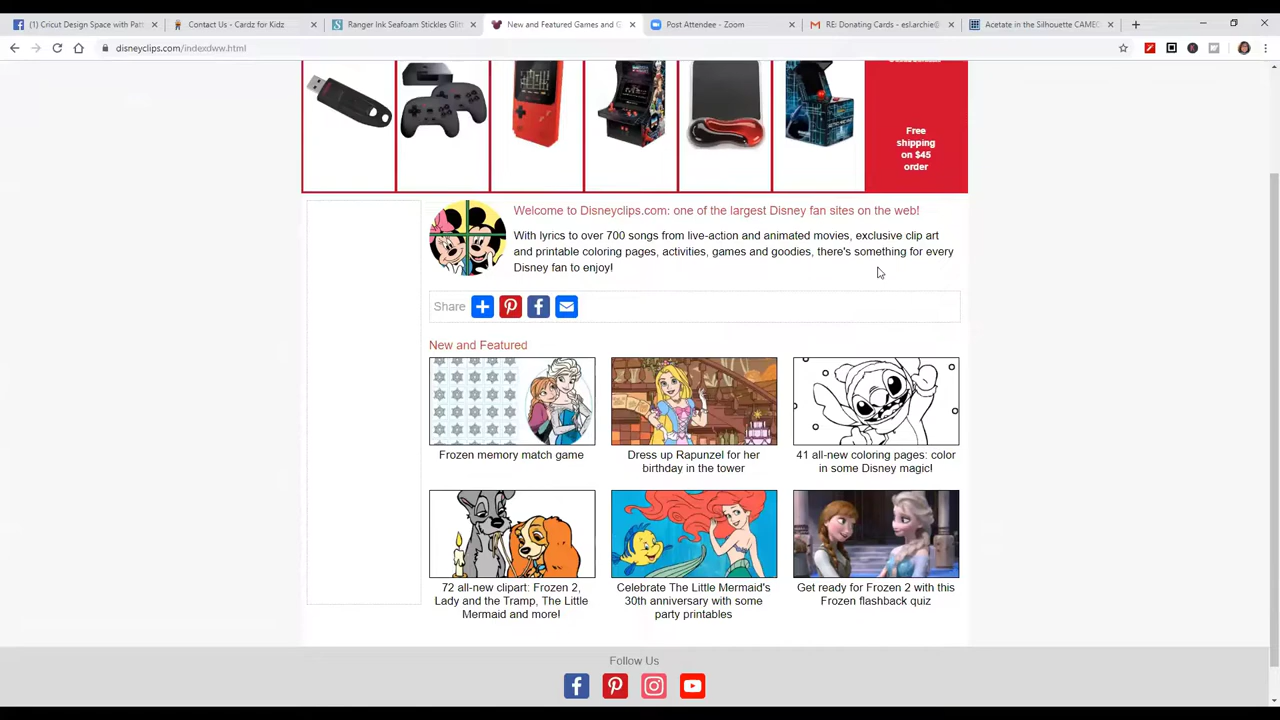 (1) Cricut Design Space with Patt
Contact Us - Cardz for Kidz
Ranger Ink Seafoam Stickles Glit
New and Featured Games and G
Post Attendee - Zoom
RE: Donating Cards - esl.archie@
Acetate in the Silhouette CAMEO
disneyclips.com/indexdww.html
Free
shipping
on $45
order
Welcome to Disneyclips.com: one of the largest Disney fan sites on the web!
With lyrics to over 700 songs from live-action and animated movies, exclusive clip art
and printable coloring pages, activities, games and goodies, there's something for every
Disney fan to enjoy!
Share
New and Featured
Frozen memory match game
Dress up Rapunzel for her
birthday in the tower
41 all-new coloring pages: color
in some Disney magic!
72 all-new clipart: Frozen 2,
Lady and the Tramp, The Little
Mermaid and more!
Celebrate The Little Mermaid's
30th anniversary with some
party printables
Get ready for Frozen 2 with this
Frozen flashback quiz
Follow Us